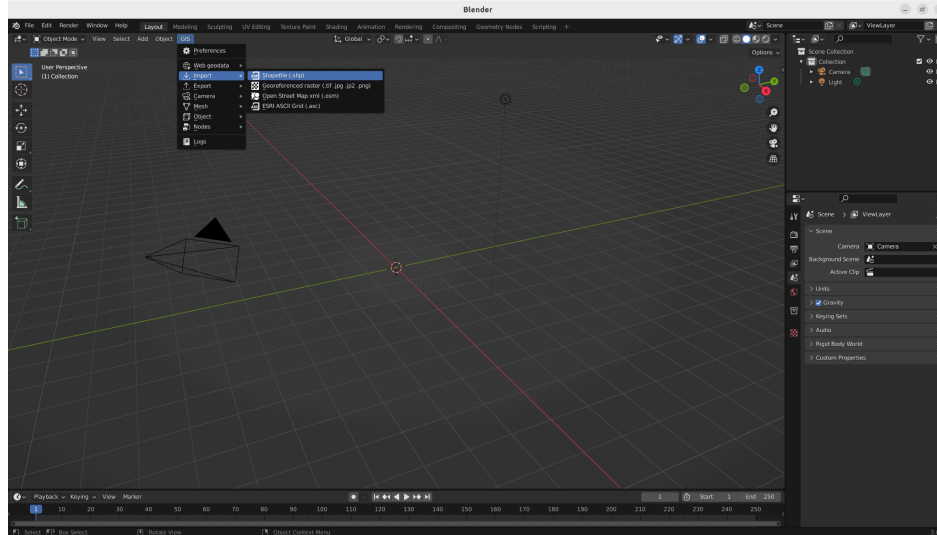 Blender
File Edit Render Window Help Layout Modeling Sculpting UV Editing Texture Paint Shading Animation Rendering Compositing Geometry Nodes Scripting + Scene ViewLayer
Object Mode View Select Add Object GIS Global
Options
User Perspective
(1) Collection
Preferences
Web geodata
Import
Export
Camera
Mesh
Object
Nodes
Logs
Shapefile (.shp)
Georeferenced raster (.tif .jpg .jp2 .png)
Open Street Map xml (.osm)
ESRI ASCII Grid (.asc)
Z
Y
X
Scene Collection
Collection
Camera
Light
Scene > ViewLayer
Scene
Camera Camera
Background Scene
Active Clip
Units
Gravity
Keying Sets
Audio
Rigid Body World
Custom Properties
Playback Keying View Marker 1 Start 1 End 250
1 10 20 30 40 50 60 70 80 90 100 110 120 130 140 150 160 170 180 190 200 210 220 230 240 250
Select Box Select Rotate View Object Context Menu